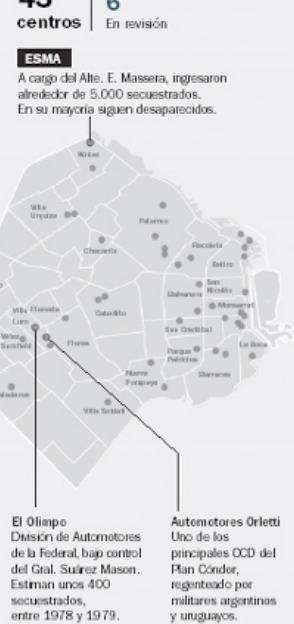 45
centros
6
En revisión
ESMA
A cargo del Alte. E. Massera, ingresaron
alrededor de 5.000 secuestrados.
En su mayoría siguen desaparecidos.
Núñez
Villa
Urquiza
Palermo
Chacarita
Recoleta
Retiro
San
Nicolás
Balvanera
Monserrat
Villa
Luro
Floresta
Caballito
San Cristóbal
Vélez
Sarsfield
Flores
La Boca
Parque
Patricios
Nueva
Pompeya
Barracas
Villa Soldati
El Olimpo
División de Automotores
de la Federal, bajo control
del Gral. Suárez Mason.
Estiman unos 400
secuestrados,
entre 1978 y 1979.
Automotores Orletti
Uno de los
principales CCD del
Plan Cóndor,
regenteado por
militares argentinos
y uruguayos.